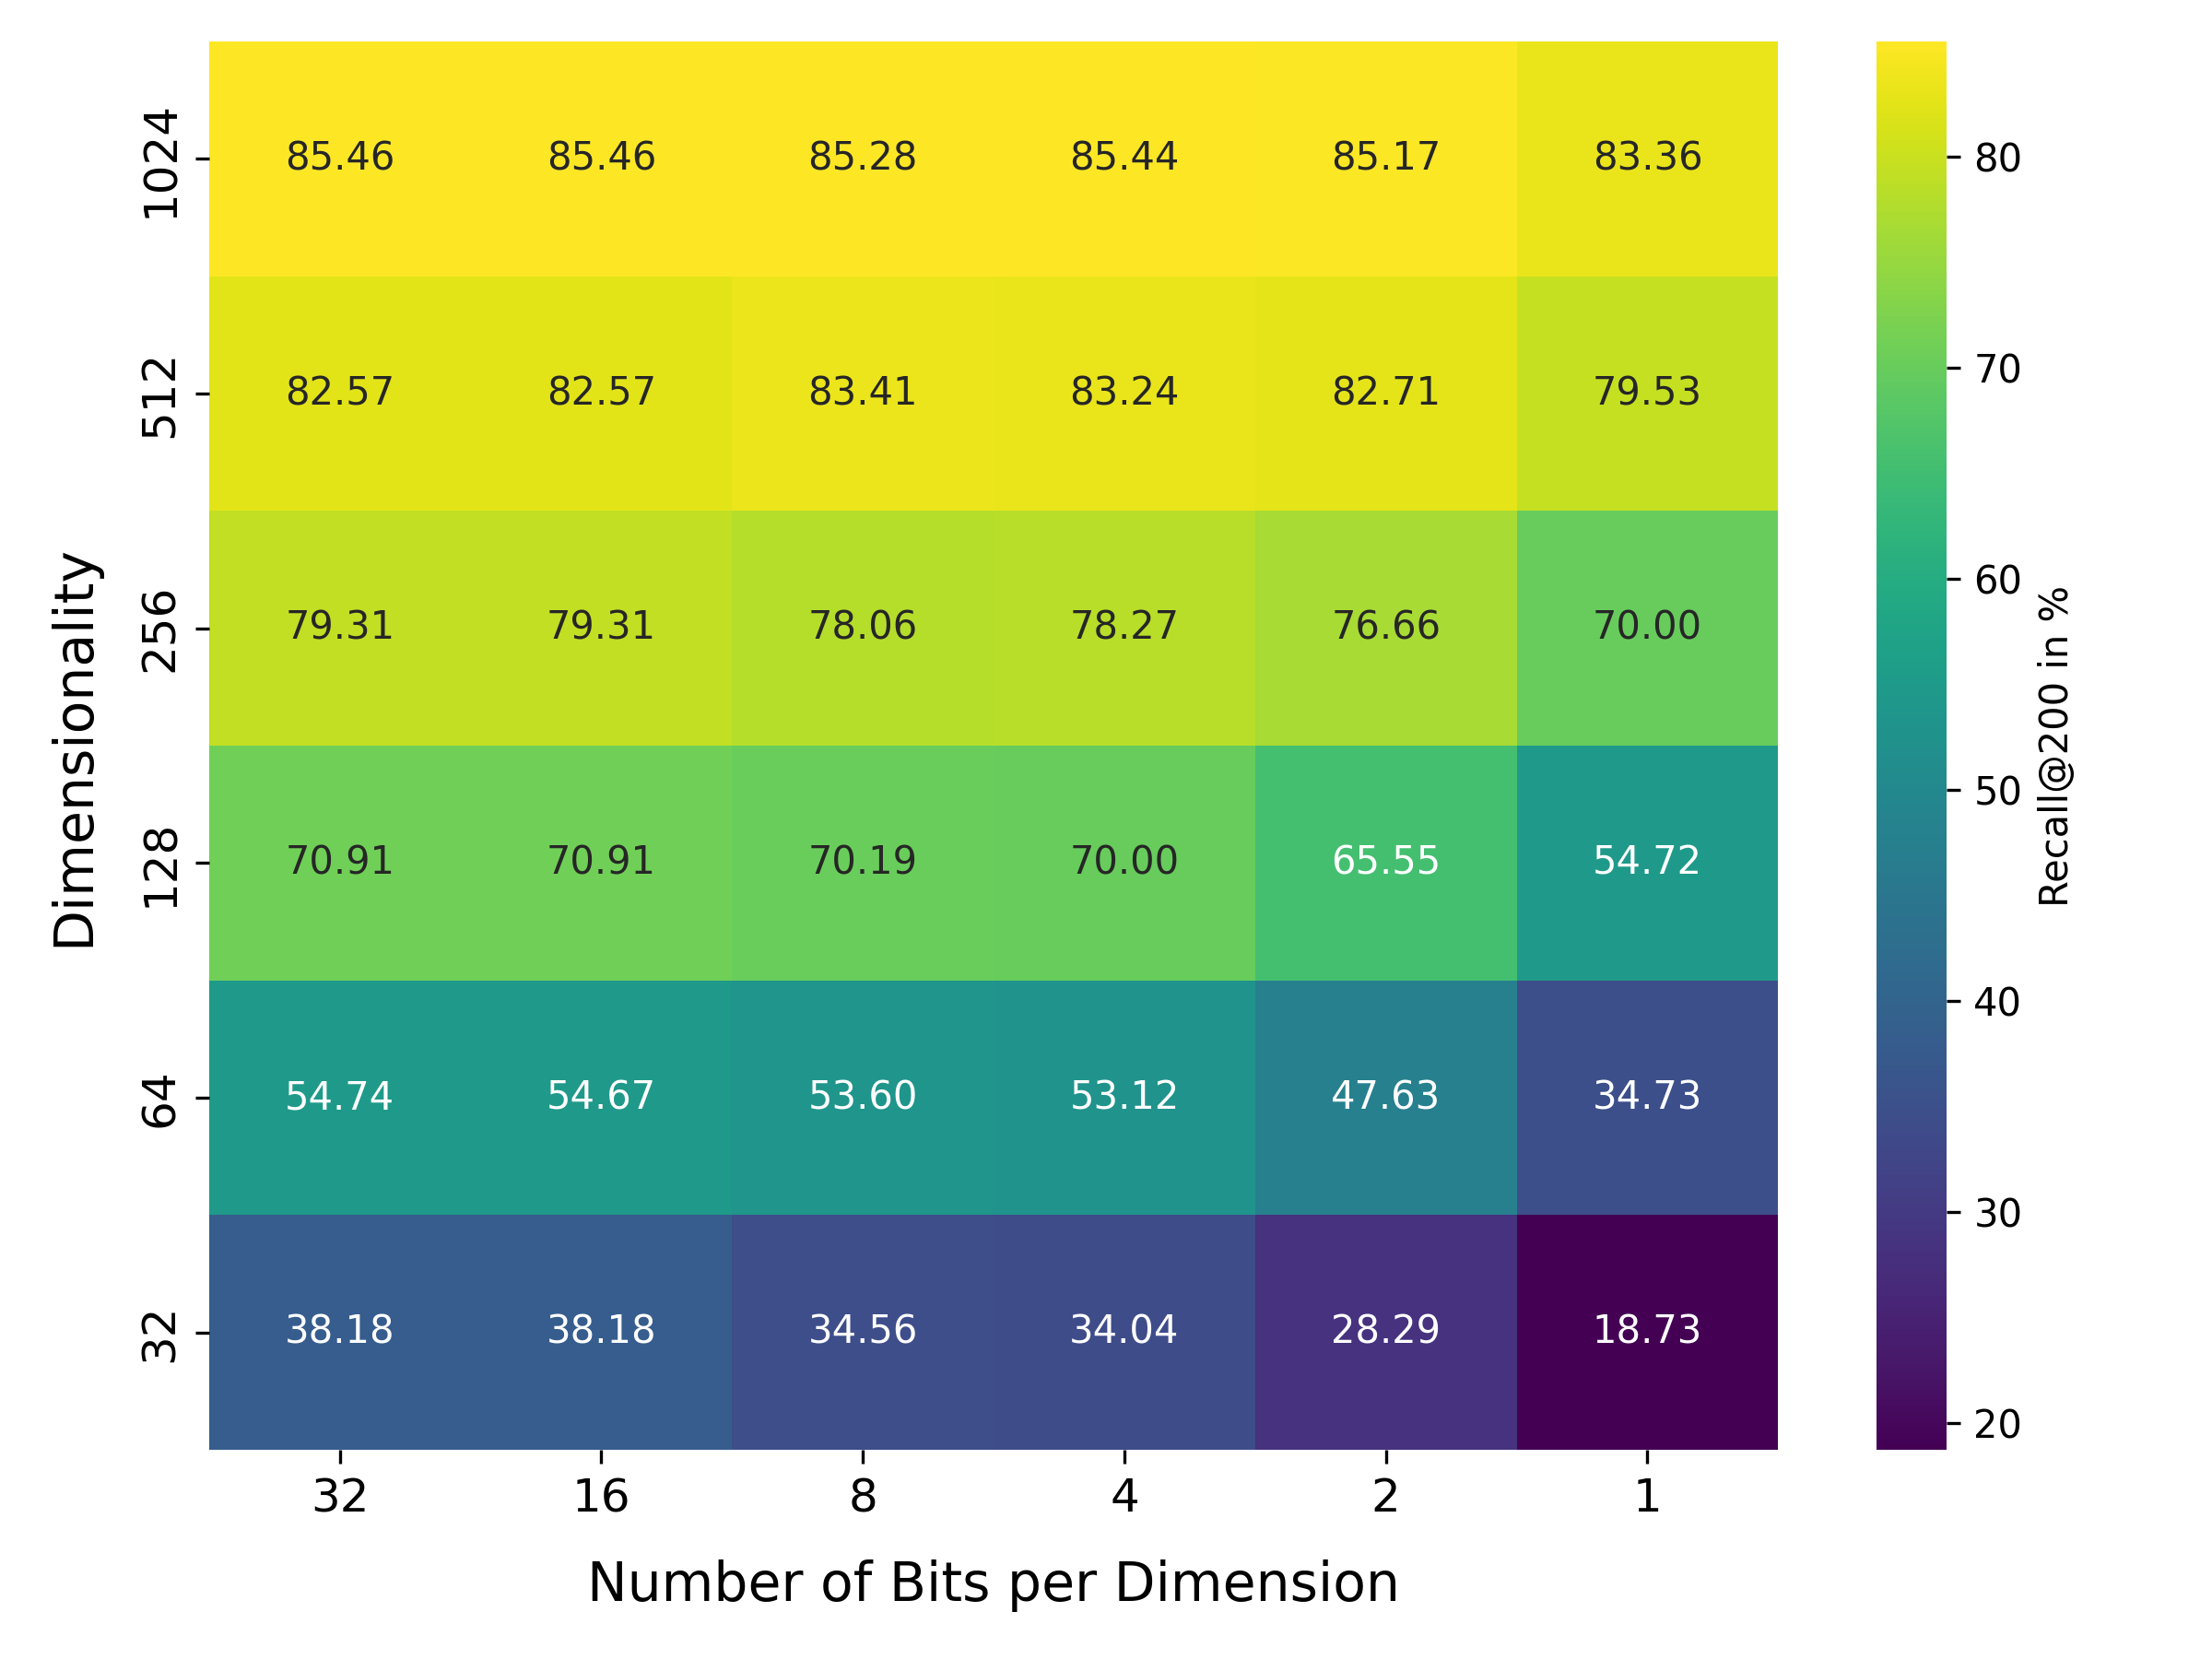 1024 85.46 85.46 85.28 85.44 85.17 83.36
512 82.57 82.57 83.41 83.24 82.71 79.53
256 79.31 79.31 78.06 78.27 76.66 70.00
128 70.91 70.91 70.19 70.00 65.55 54.72
64 54.74 54.67 53.60 53.12 47.63 34.73
32 38.18 38.18 34.56 34.04 28.29 18.73
32 16 8 4 2 1
Number of Bits per Dimension
Dimensionality
80
70
60
50
40
30
20
Recall@200 in %